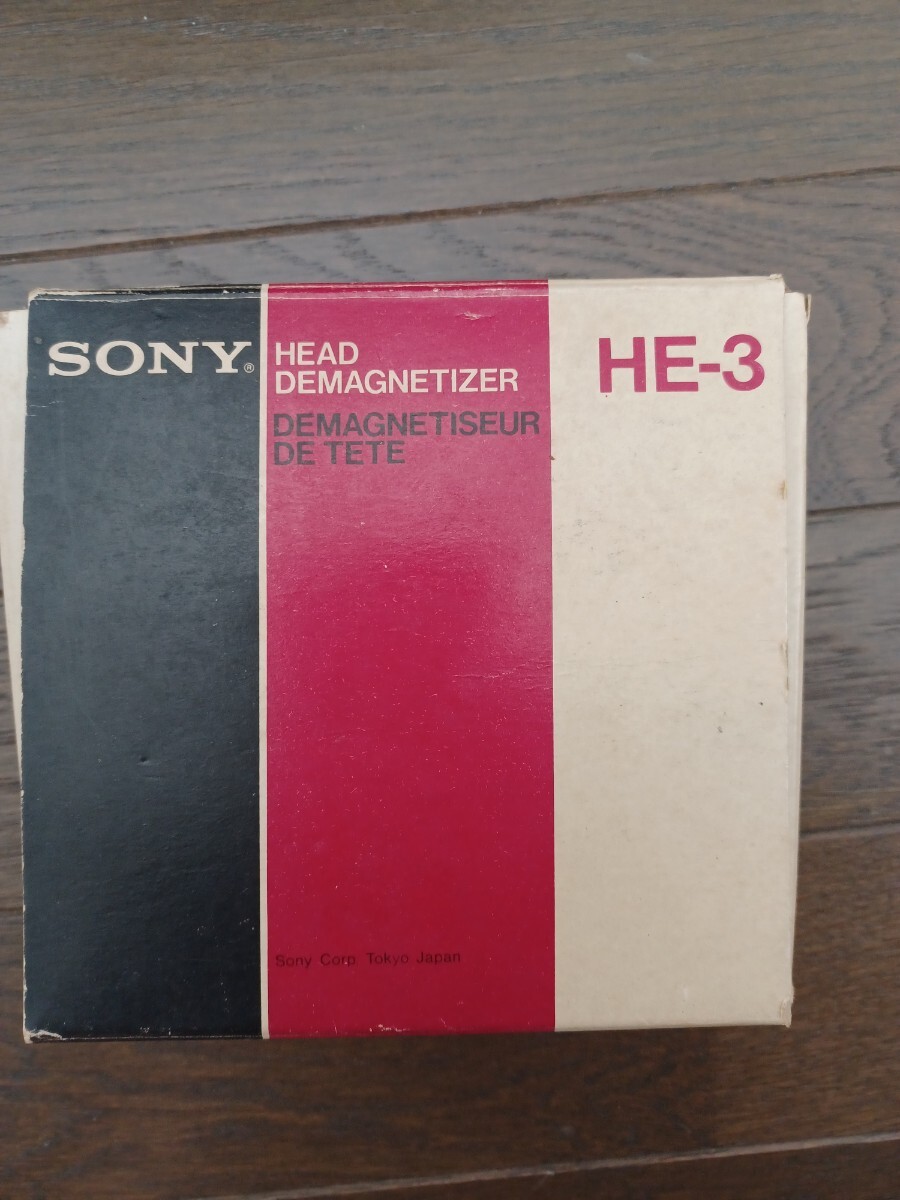 SONY®
HEAD
DEMAGNETIZER
DEMAGNETISEUR
DE TETE
HE-3
Sony Corp Tokyo Japan